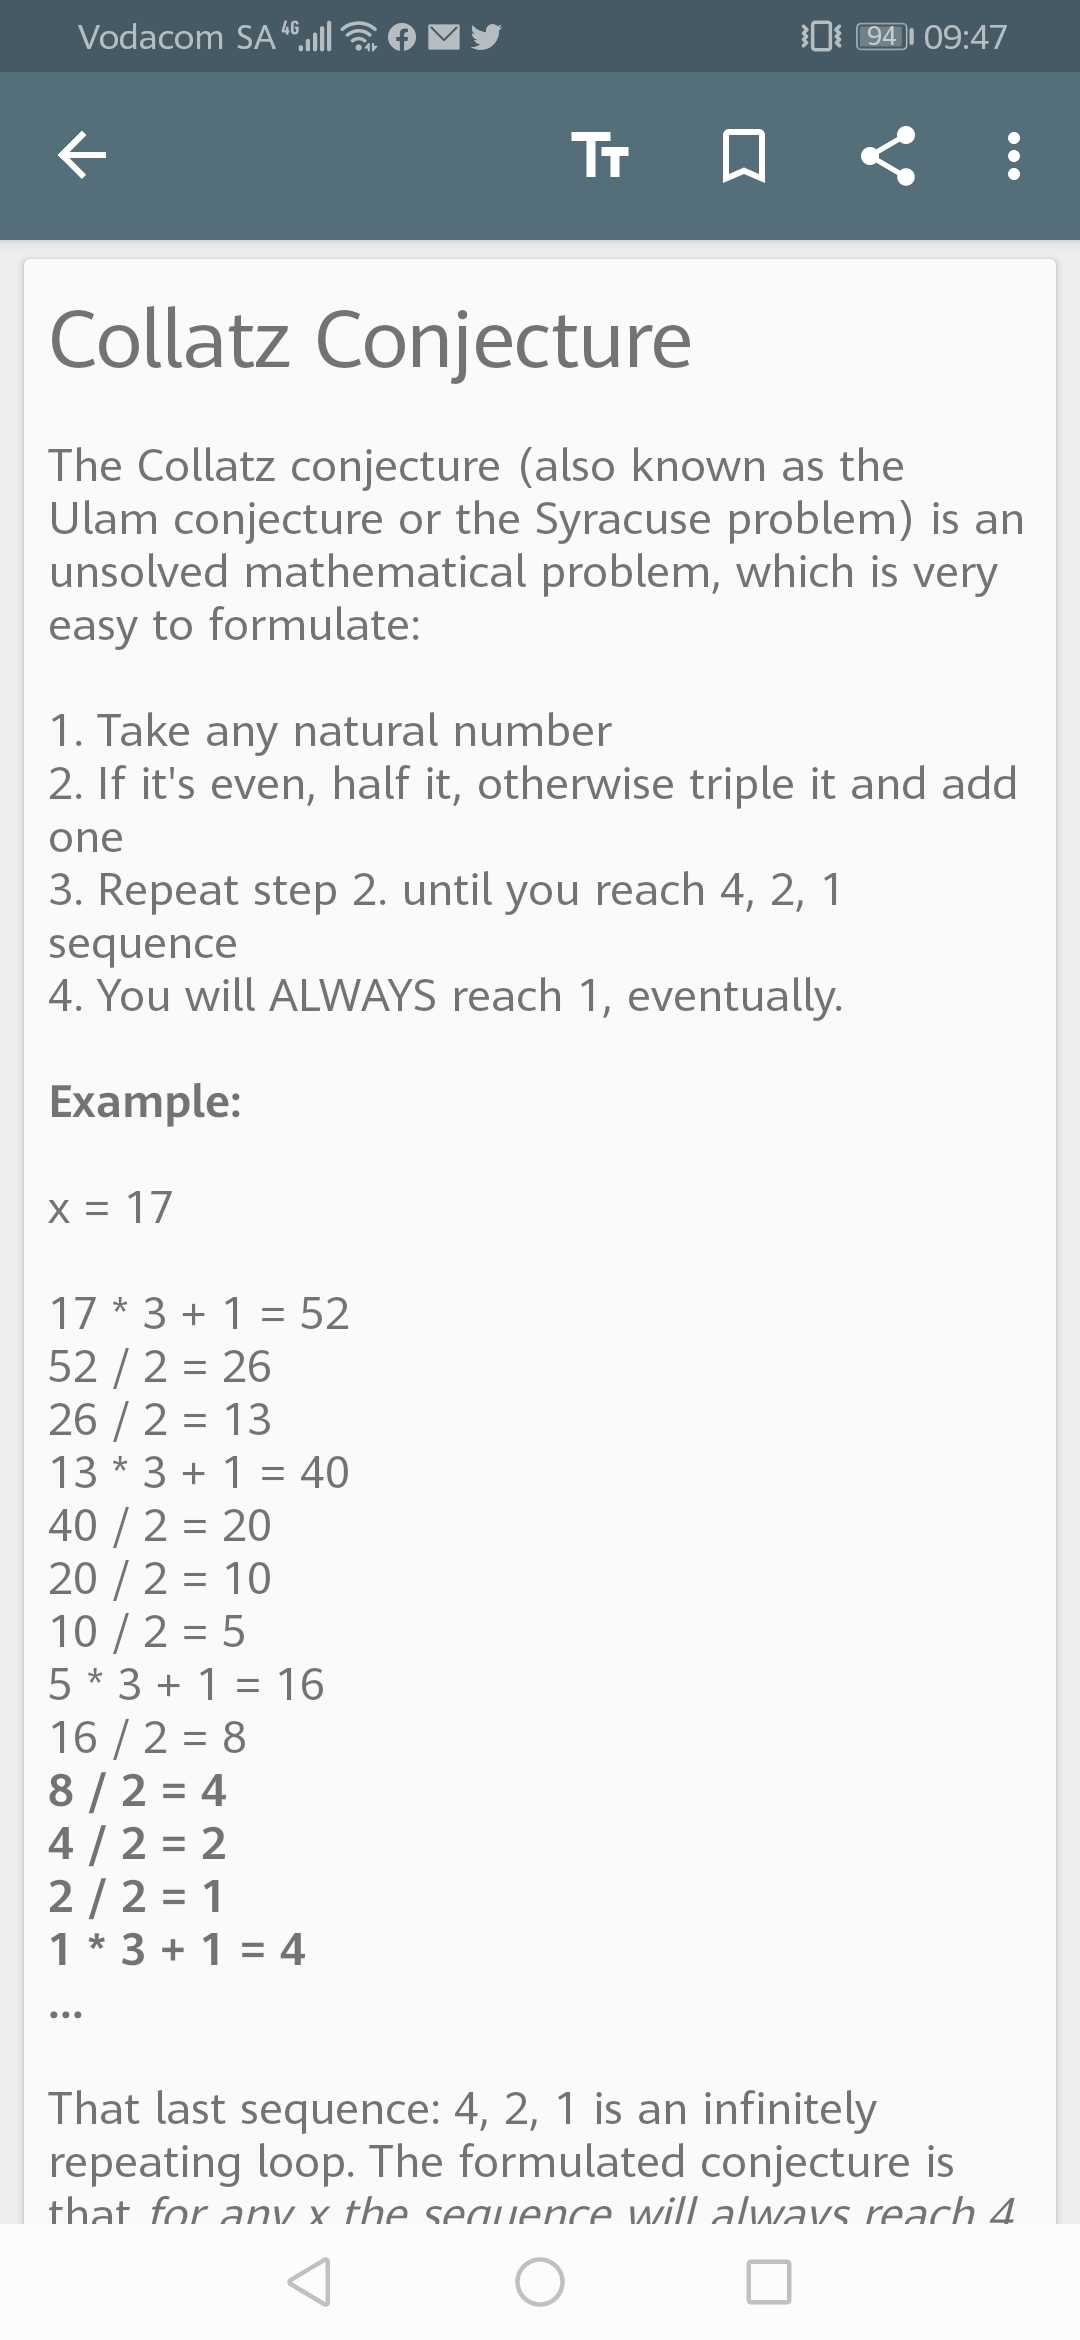 Vodacom SA 4G 94 09:47
Collatz Conjecture
The Collatz conjecture (also known as the
Ulam conjecture or the Syracuse problem) is an
unsolved mathematical problem, which is very
easy to formulate:
1. Take any natural number
2. If it's even, half it, otherwise triple it and add
one
3. Repeat step 2. until you reach 4, 2, 1
sequence
4. You will ALWAYS reach 1, eventually.
Example:
x = 17
17 * 3 + 1 = 52
52 / 2 = 26
26 / 2 = 13
13 * 3 + 1 = 40
40 / 2 = 20
20 / 2 = 10
10 / 2 = 5
5 * 3 + 1 = 16
16 / 2 = 8
8 / 2 = 4
4 / 2 = 2
2 / 2 = 1
1 * 3 + 1 = 4
...
That last sequence: 4, 2, 1 is an infinitely
repeating loop. The formulated conjecture is
that for any x the sequence will always reach 4